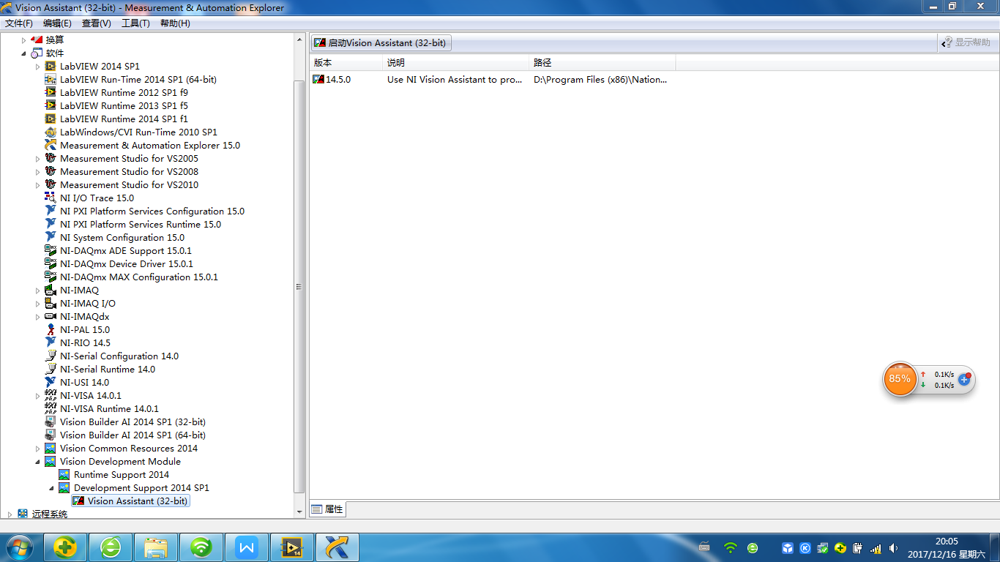 Vision Assistant (32-bit) - Measurement & Automation Explorer
文件(F) 编辑(E) 查看(V) 工具(T) 帮助(H)
换算
软件
LabVIEW 2014 SP1
LabVIEW Run-Time 2014 SP1 (64-bit)
LabVIEW Runtime 2012 SP1 f9
LabVIEW Runtime 2013 SP1 f5
LabVIEW Runtime 2014 SP1 f1
LabWindows/CVI Run-Time 2010 SP1
Measurement & Automation Explorer 15.0
Measurement Studio for VS2005
Measurement Studio for VS2008
Measurement Studio for VS2010
NI I/O Trace 15.0
NI PXI Platform Services Configuration 15.0
NI PXI Platform Services Runtime 15.0
NI System Configuration 15.0
NI-DAQmx ADE Support 15.0.1
NI-DAQmx Device Driver 15.0.1
NI-DAQmx MAX Configuration 15.0.1
NI-IMAQ
NI-IMAQ I/O
NI-IMAQdx
NI-PAL 15.0
NI-RIO 14.5
NI-Serial Configuration 14.0
NI-Serial Runtime 14.0
NI-USI 14.0
NI-VISA 14.0.1
NI-VISA Runtime 14.0.1
Vision Builder AI 2014 SP1 (32-bit)
Vision Builder AI 2014 SP1 (64-bit)
Vision Common Resources 2014
Vision Development Module
Runtime Support 2014
Development Support 2014 SP1
Vision Assistant (32-bit)
远程系统
启动Vision Assistant (32-bit)
显示帮助
版本 说明 路径
14.5.0 Use NI Vision Assistant to pro... D:\Program Files (x86)\Nation...
85%
0.1K/s
0.1K/s
属性
20:05
2017/12/16 星期六